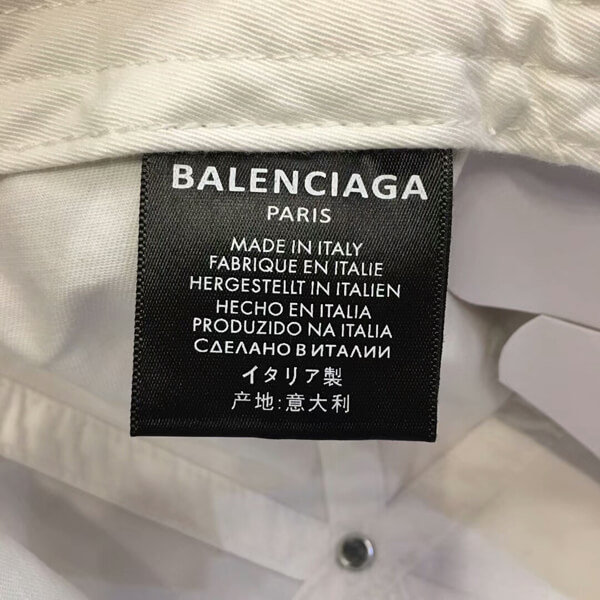 BALENCIAGA
PARIS
MADE IN ITALY
FABRIQUE EN ITALIE
HERGESTELLT IN ITALIEN
HECHO EN ITALIA
PRODUZIDO NA ITALIA
СДЕЛАНО В ИТАЛИИ
イタリア製
产地:意大利